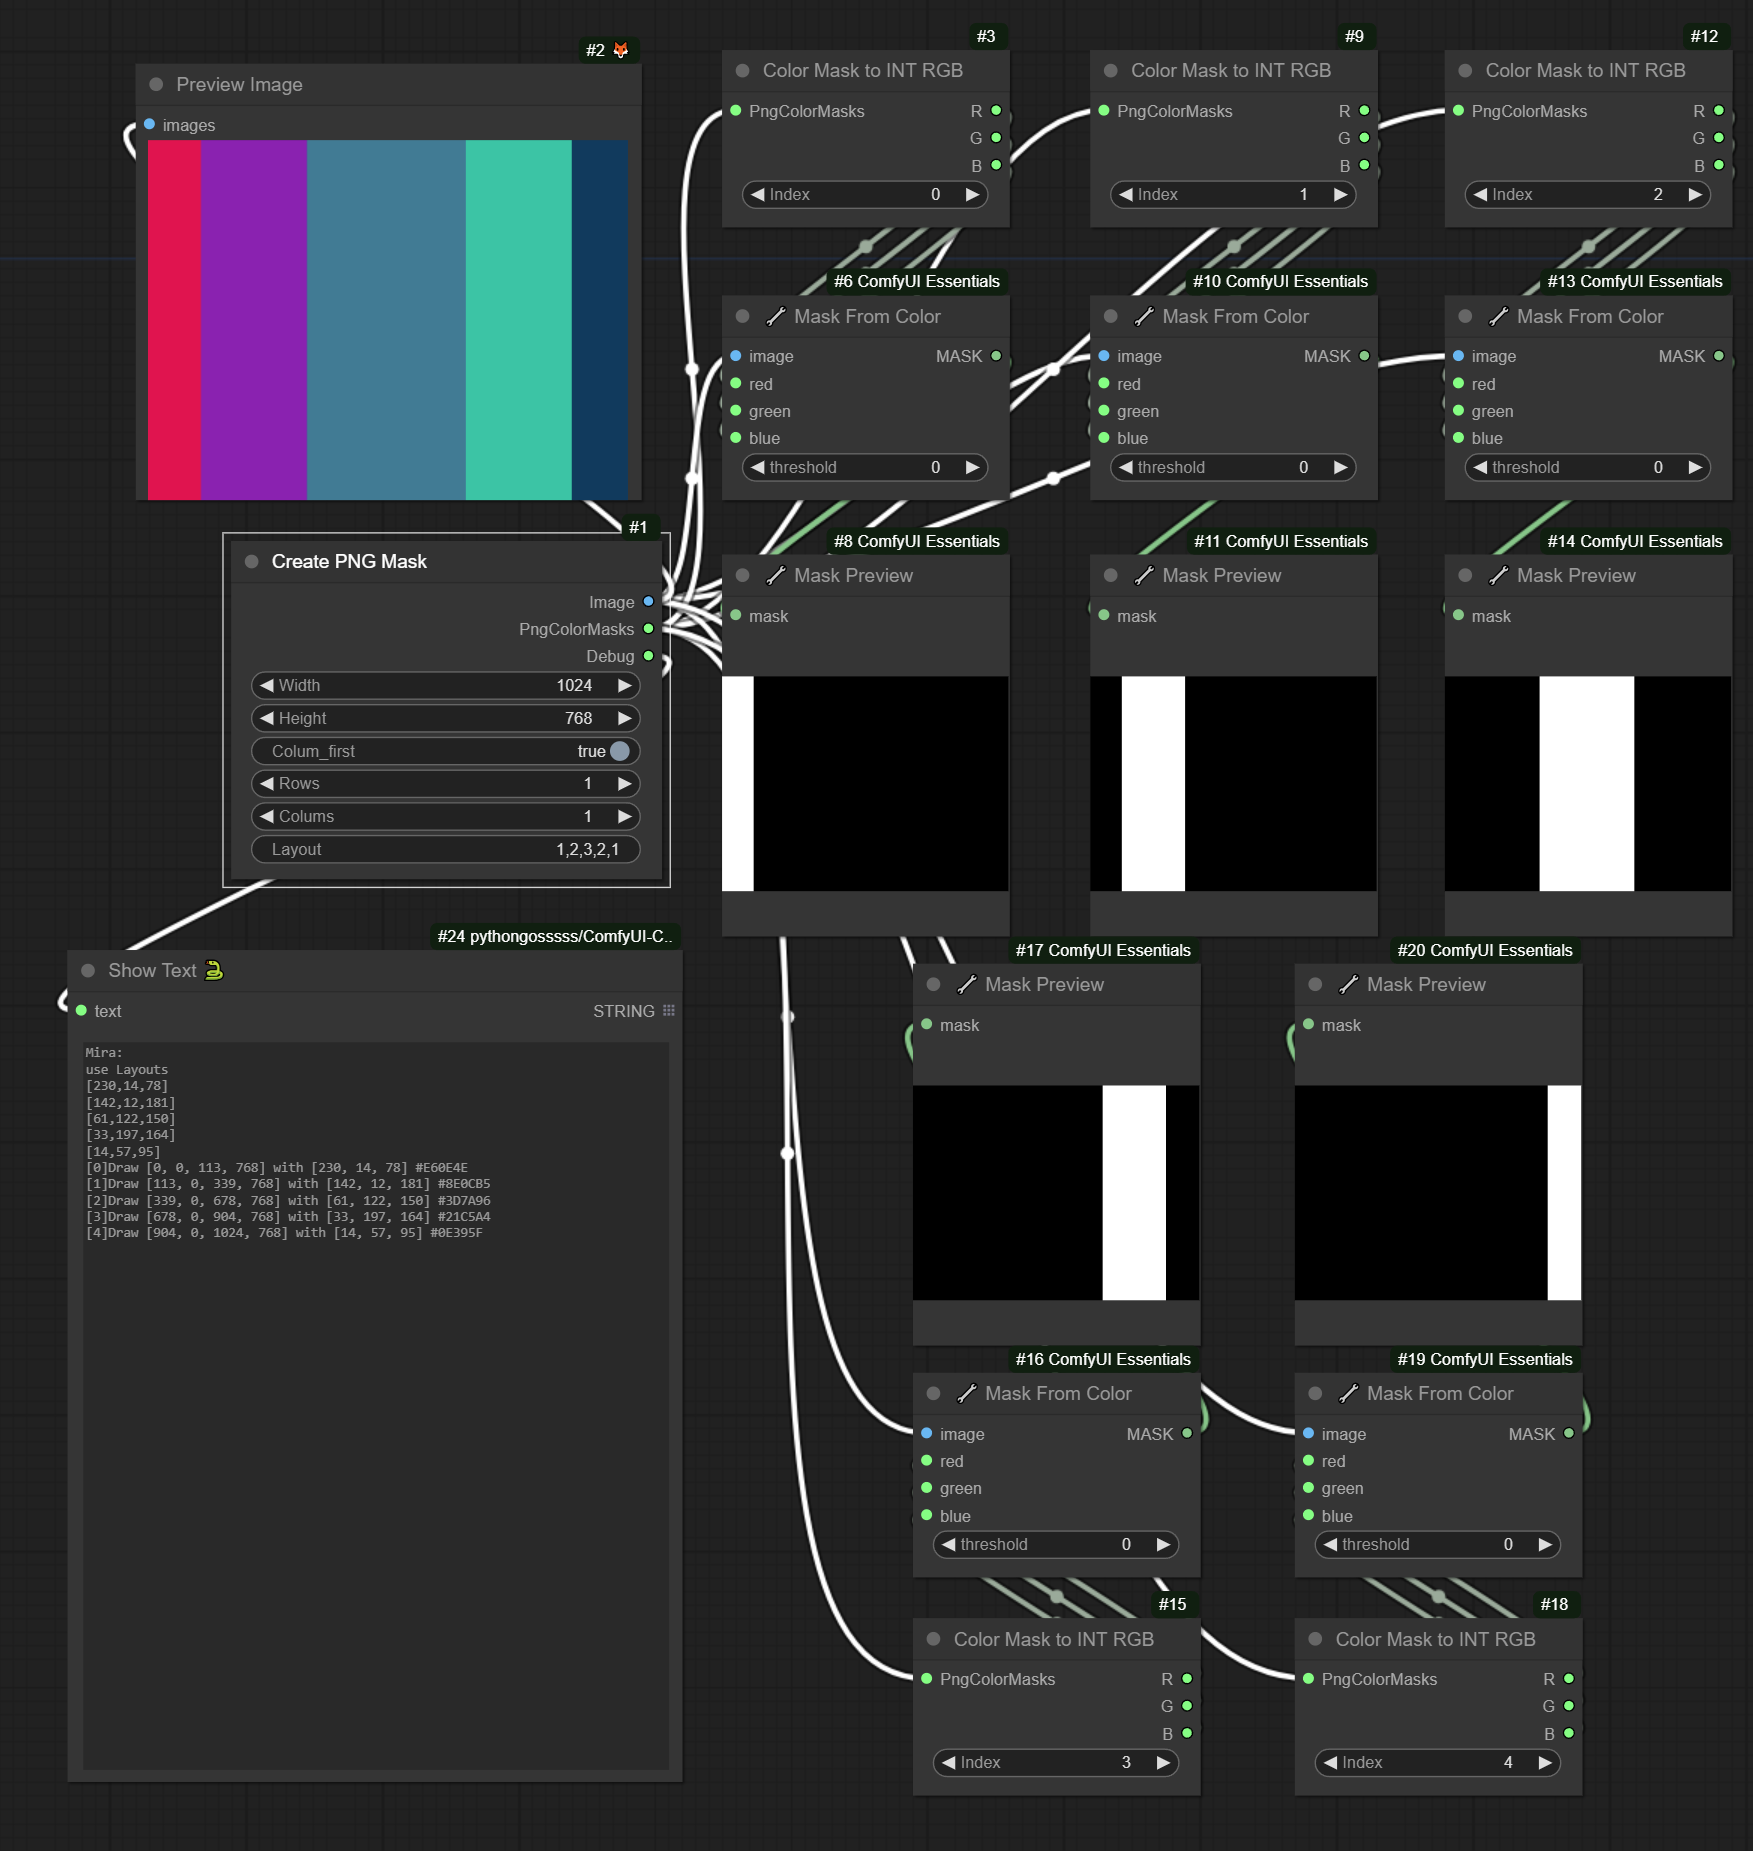 #2
Preview Image
images
#3
Color Mask to INT RGB
PngColorMasks
R
G
B
Index
0
#9
Color Mask to INT RGB
PngColorMasks
R
G
B
Index
1
#12
Color Mask to INT RGB
PngColorMasks
R
G
B
Index
2
#6 ComfyUI Essentials
Mask From Color
image
MASK
red
green
blue
threshold
0
#10 ComfyUI Essentials
Mask From Color
image
MASK
red
green
blue
threshold
0
#13 ComfyUI Essentials
Mask From Color
image
MASK
red
green
blue
threshold
0
#1
Create PNG Mask
Image
PngColorMasks
Debug
Width
1024
Height
768
Colum_first
true
Rows
1
Colums
1
Layout
1,2,3,2,1
#8 ComfyUI Essentials
Mask Preview
mask
#11 ComfyUI Essentials
Mask Preview
mask
#14 ComfyUI Essentials
Mask Preview
mask
#24 pythongosssss/ComfyUI-C..
Show Text
text
STRING
Mira:
use Layouts
[230,14,78]
[142,12,181]
[61,122,150]
[33,197,164]
[14,57,95]
[0]Draw [0, 0, 113, 768] with [230, 14, 78] #E60E4E
[1]Draw [113, 0, 339, 768] with [142, 12, 181] #8E0CB5
[2]Draw [339, 0, 678, 768] with [61, 122, 150] #3D7A96
[3]Draw [678, 0, 904, 768] with [33, 197, 164] #21C5A4
[4]Draw [904, 0, 1024, 768] with [14, 57, 95] #0E395F
#17 ComfyUI Essentials
Mask Preview
mask
#20 ComfyUI Essentials
Mask Preview
mask
#16 ComfyUI Essentials
Mask From Color
image
MASK
red
green
blue
threshold
0
#19 ComfyUI Essentials
Mask From Color
image
MASK
red
green
blue
threshold
0
#15
Color Mask to INT RGB
PngColorMasks
R
G
B
Index
3
#18
Color Mask to INT RGB
PngColorMasks
R
G
B
Index
4